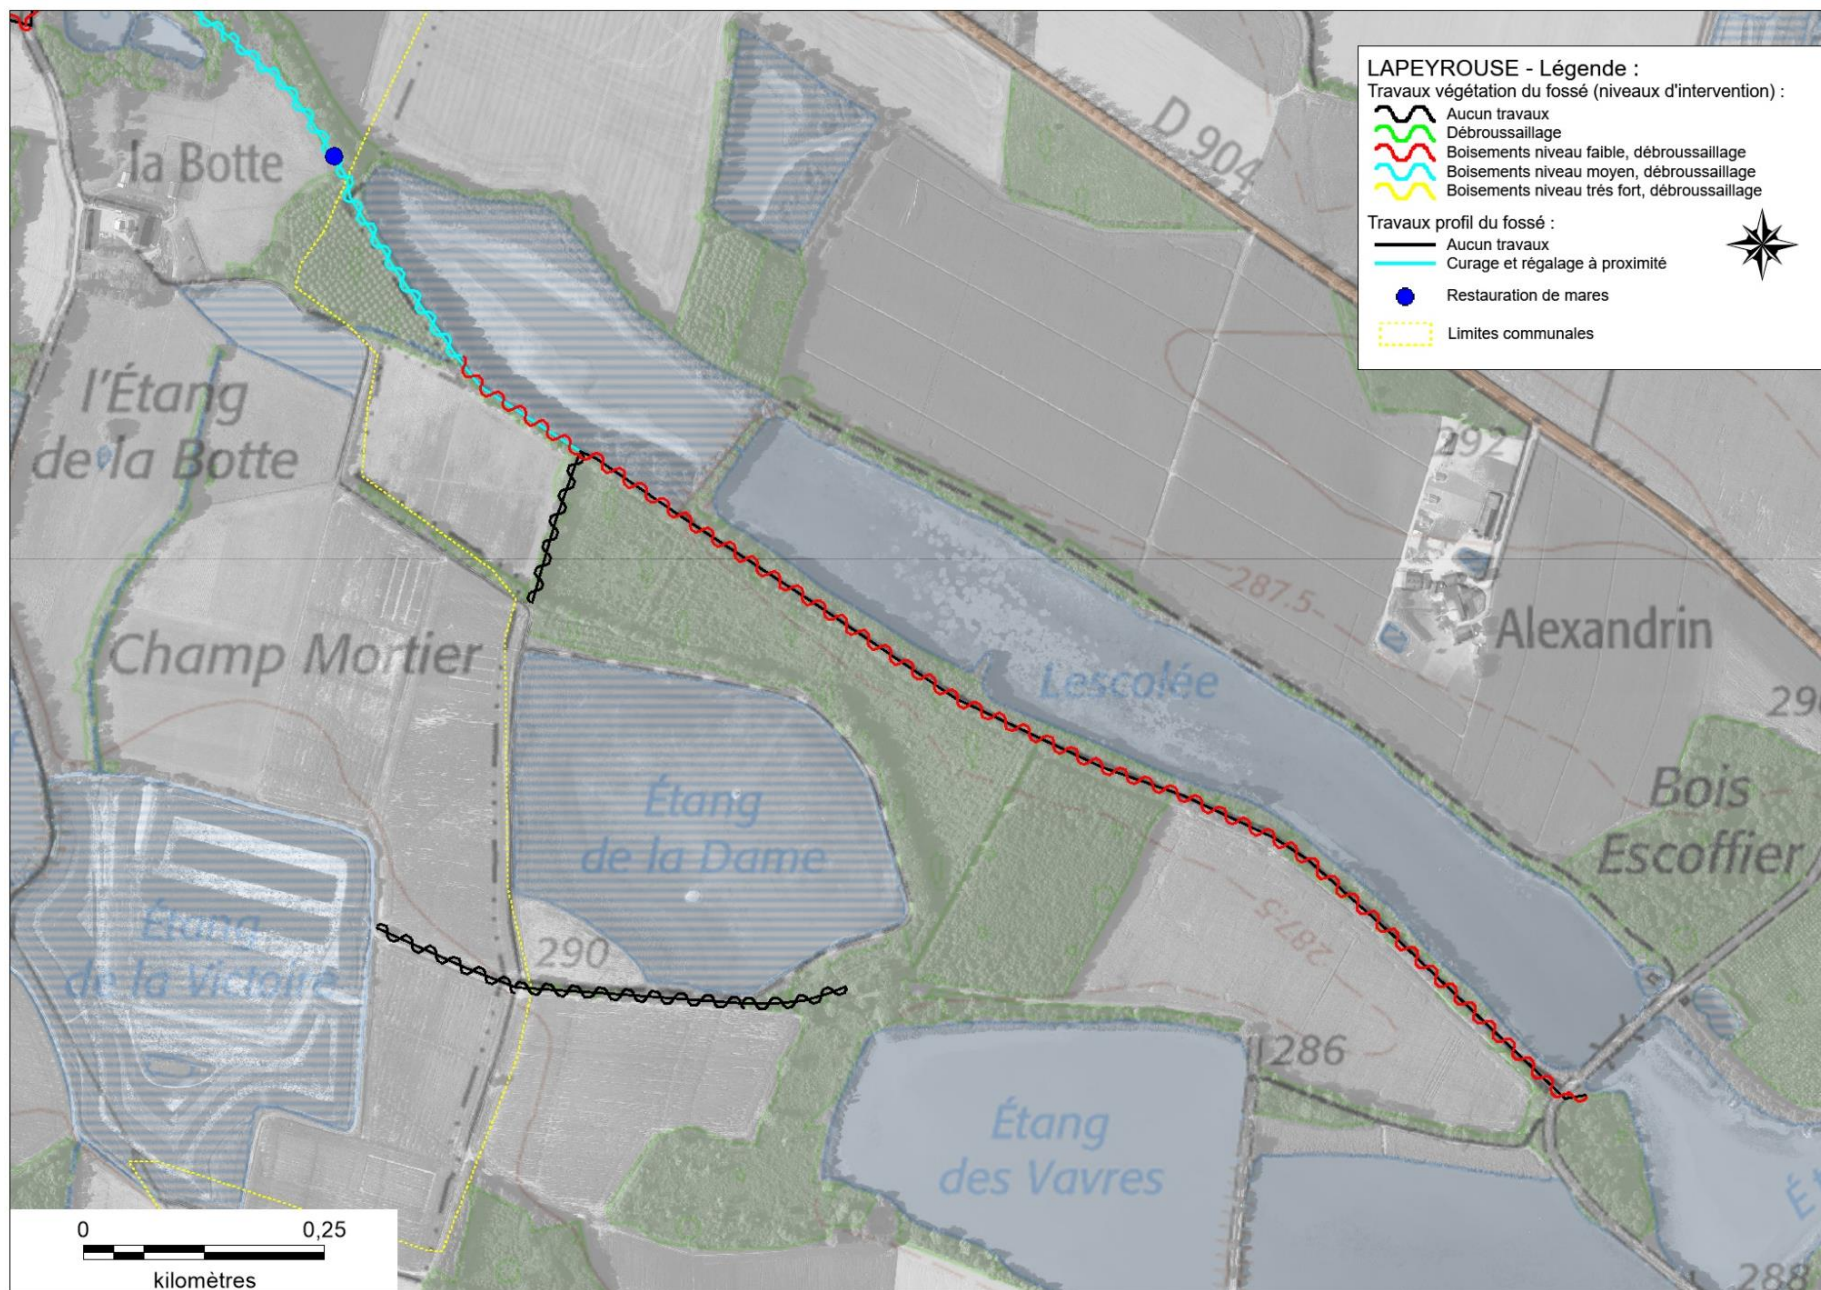 LAPEYROUSE - Légende :
Travaux végétation du fossé (niveaux d'intervention) :
Aucun travaux
Débroussaillage
Boisements niveau faible, débroussaillage
Boisements niveau moyen, débroussaillage
Boisements niveau trés fort, débroussaillage
Travaux profil du fossé :
Aucun travaux
Curage et régalage à proximité
Restauration de mares
Limites communales
D 904
la Botte
l'Étang
de la Botte
292
287.5
Alexandrin
Champ Mortier
Lescolée
Étang
de la Dame
Bois
Escoffier
Étang
de la Victoire
290
287.5
286
Étang
des Vavres
288
0 0,25
kilomètres